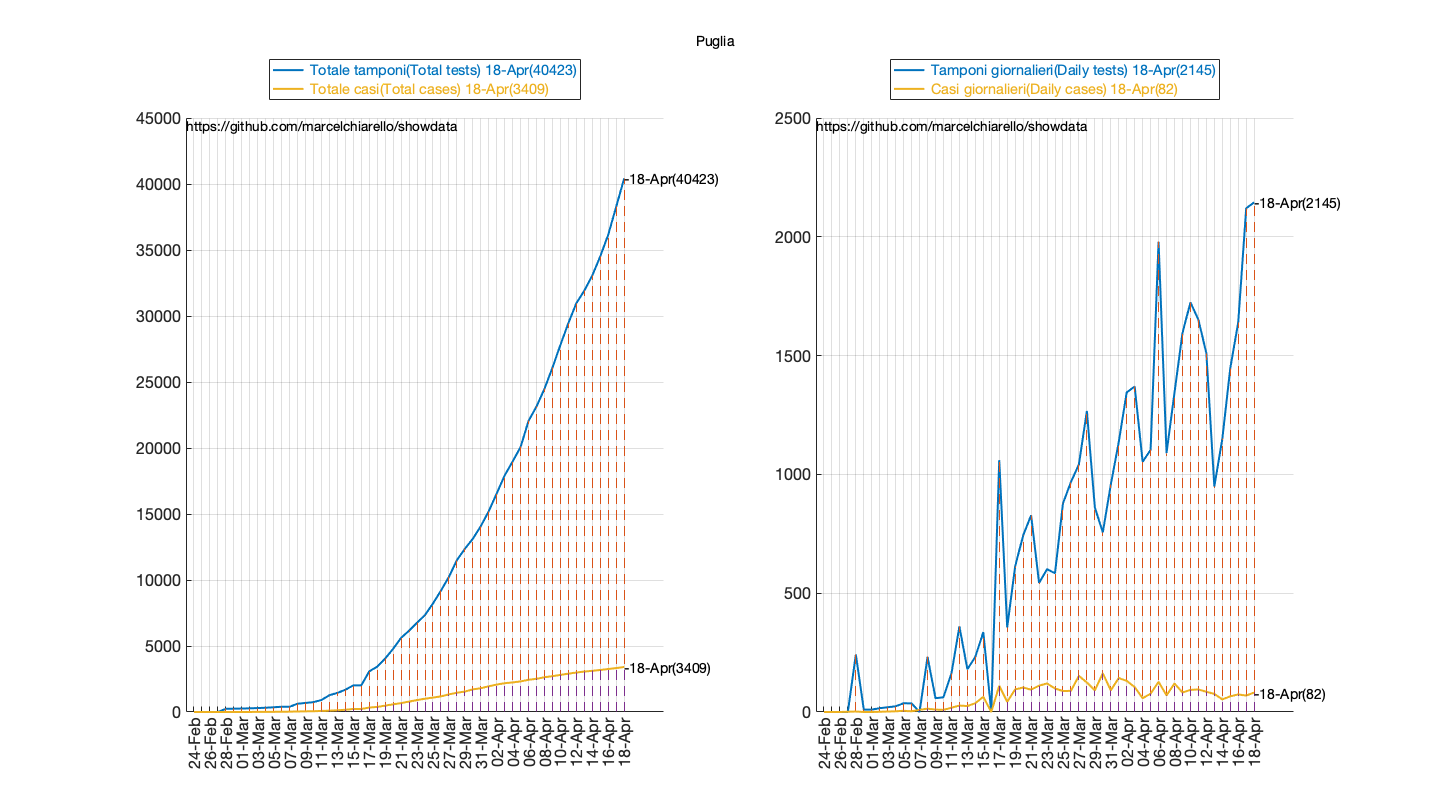 Puglia
Totale tamponi(Total tests) 18-Apr(40423)
Totale casi(Total cases) 18-Apr(3409)
https://github.com/marcelchiarello/showdata
45000
40000
35000
30000
25000
20000
15000
10000
5000
0
18-Apr(40423)
18-Apr(3409)
24-Feb
26-Feb
28-Feb
01-Mar
03-Mar
05-Mar
07-Mar
09-Mar
11-Mar
13-Mar
15-Mar
17-Mar
19-Mar
21-Mar
23-Mar
25-Mar
27-Mar
29-Mar
31-Mar
02-Apr
04-Apr
06-Apr
08-Apr
10-Apr
12-Apr
14-Apr
16-Apr
18-Apr
Tamponi giornalieri(Daily tests) 18-Apr(2145)
Casi giornalieri(Daily cases) 18-Apr(82)
https://github.com/marcelchiarello/showdata
2500
2000
1500
1000
500
0
18-Apr(2145)
18-Apr(82)
24-Feb
26-Feb
28-Feb
01-Mar
03-Mar
05-Mar
07-Mar
09-Mar
11-Mar
13-Mar
15-Mar
17-Mar
19-Mar
21-Mar
23-Mar
25-Mar
27-Mar
29-Mar
31-Mar
02-Apr
04-Apr
06-Apr
08-Apr
10-Apr
12-Apr
14-Apr
16-Apr
18-Apr